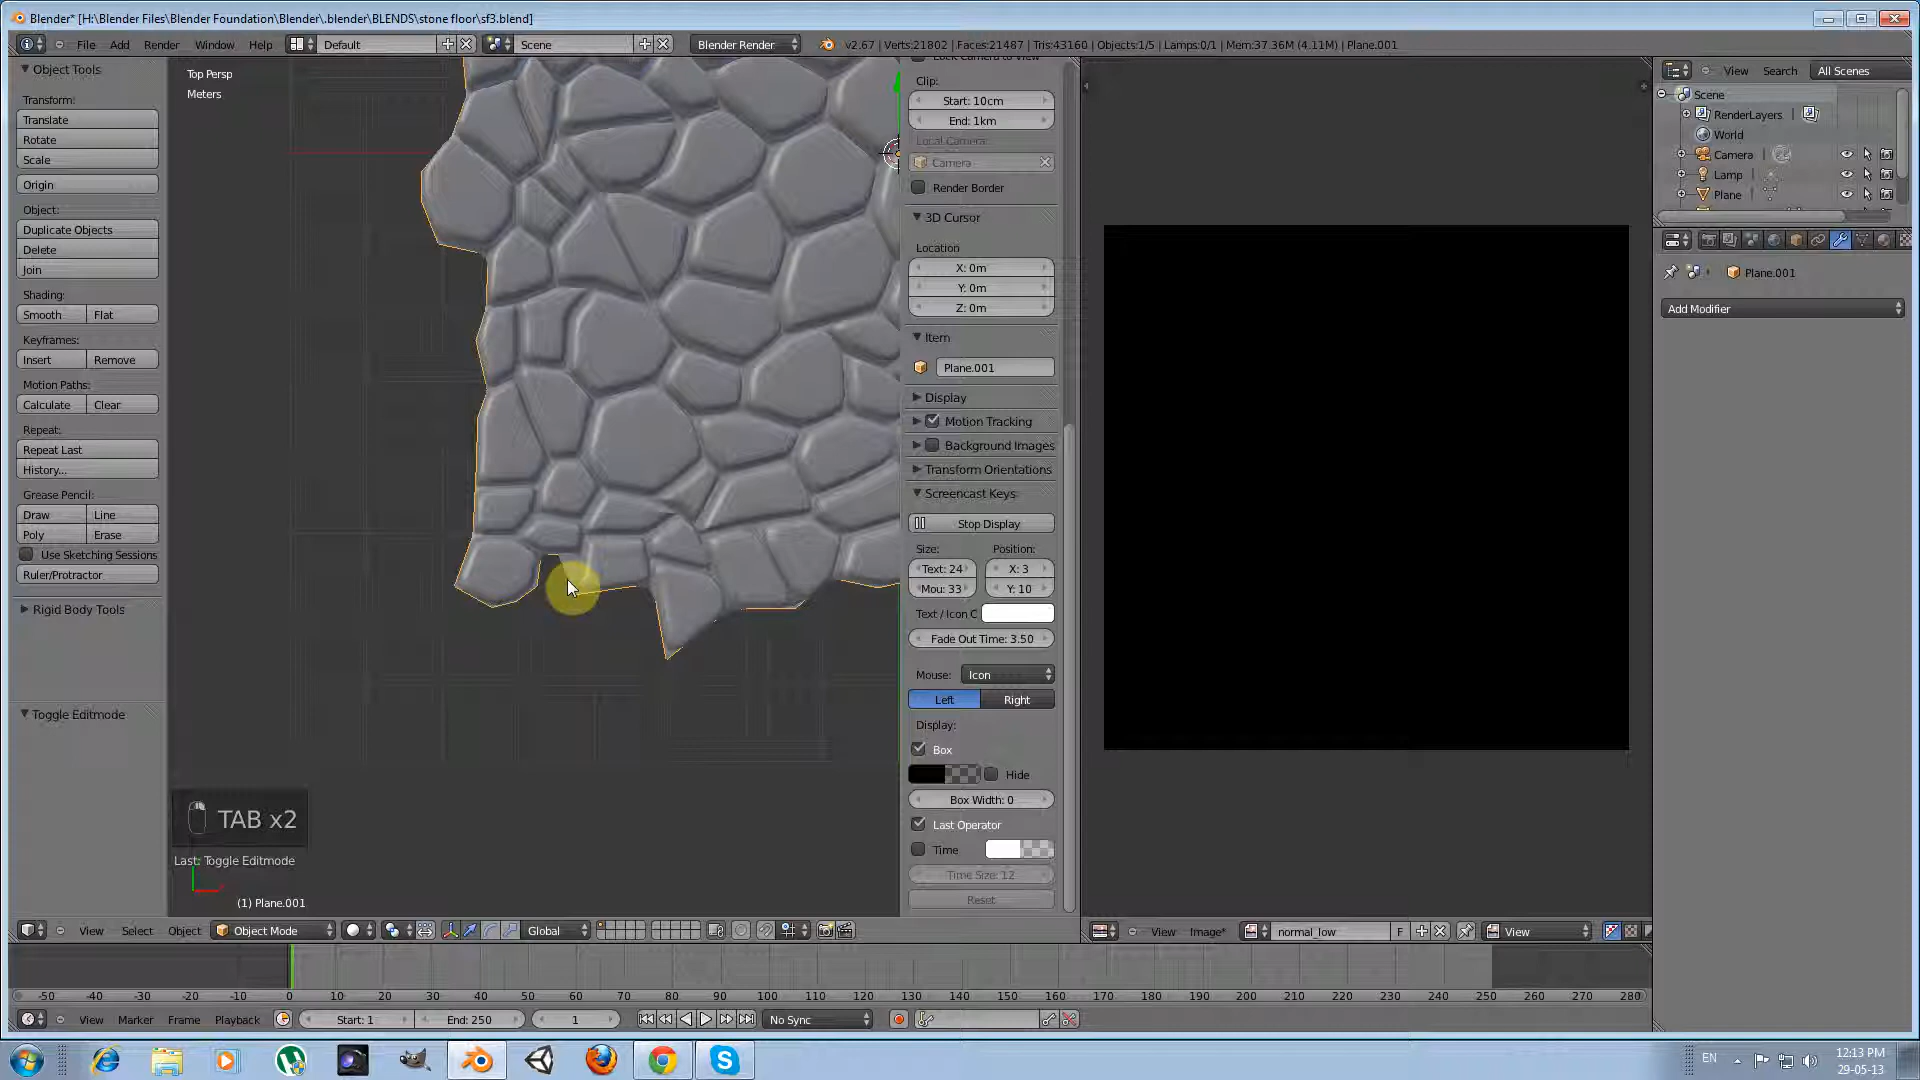 Blender* [H:\Blender Files\Blender Foundation\Blender\.blender\BLENDS\stone floor\sf3.blend]
File Add Render Window Help Default Scene Blender Render v2.67 | Verts:21802 | Faces:21487 | Tris:43160 | Objects:1/5 | Lamps:0/1 | Mem:37.36M (4.11M) | Plane.001
Object Tools
Transform:
Translate
Rotate
Scale
Origin
Object:
Duplicate Objects
Delete
Join
Shading:
Smooth Flat
Keyframes:
Insert Remove
Motion Paths:
Calculate Clear
Repeat:
Repeat Last
History...
Grease Pencil:
Draw Line
Poly Erase
Use Sketching Sessions
Ruler/Protractor
Rigid Body Tools
Toggle Editmode
Top Persp
Meters
TAB x2
Last: Toggle Editmode
(1) Plane.001
Lock Camera to View
Clip:
Start: 10cm
End: 1km
Local Camera:
Camera
Render Border
3D Cursor
Location
X: 0m
Y: 0m
Z: 0m
Item
Plane.001
Display
Motion Tracking
Background Images
Transform Orientations
Screencast Keys
Stop Display
Size: Position:
Text: 24 X: 3
Mou: 33 Y: 10
Text / Icon C
Fade Out Time: 3.50
Mouse: Icon
Left Right
Display:
Box
Hide
Box Width: 0
Last Operator
Time
Time Size: 12
Reset
View Search All Scenes
Scene
RenderLayers
World
Camera
Lamp
Plane
Plane.001
Add Modifier
View Select Object Object Mode Global
View Image* normal_low F View
-50 -40 -30 -20 -10 0 10 20 30 40 50 60 70 80 90 100 110 120 130 140 150 160 170 180 190 200 210 220 230 240 250 260 270 280
View Marker Frame Playback Start: 1 End: 250 1 No Sync
EN 12:13 PM
29-05-13